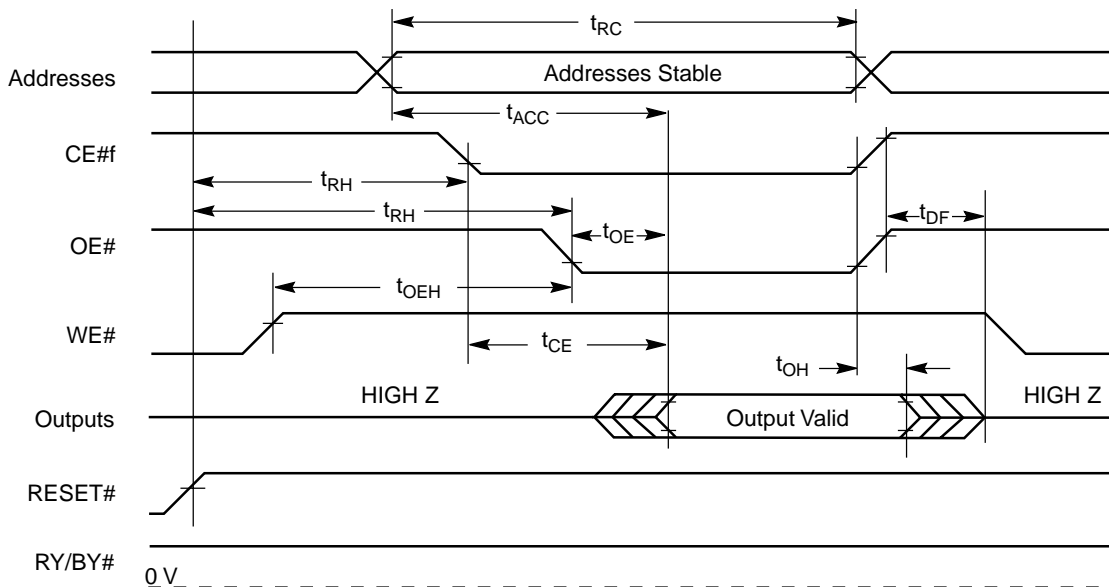 tRC
Addresses
Addresses Stable
tACC
CE#f
tRH
tRH
tDF
OE#
tOE
tOEH
WE#
tCE
tOH
HIGH Z
HIGH Z
Outputs
Output Valid
RESET#
RY/BY#
0 V